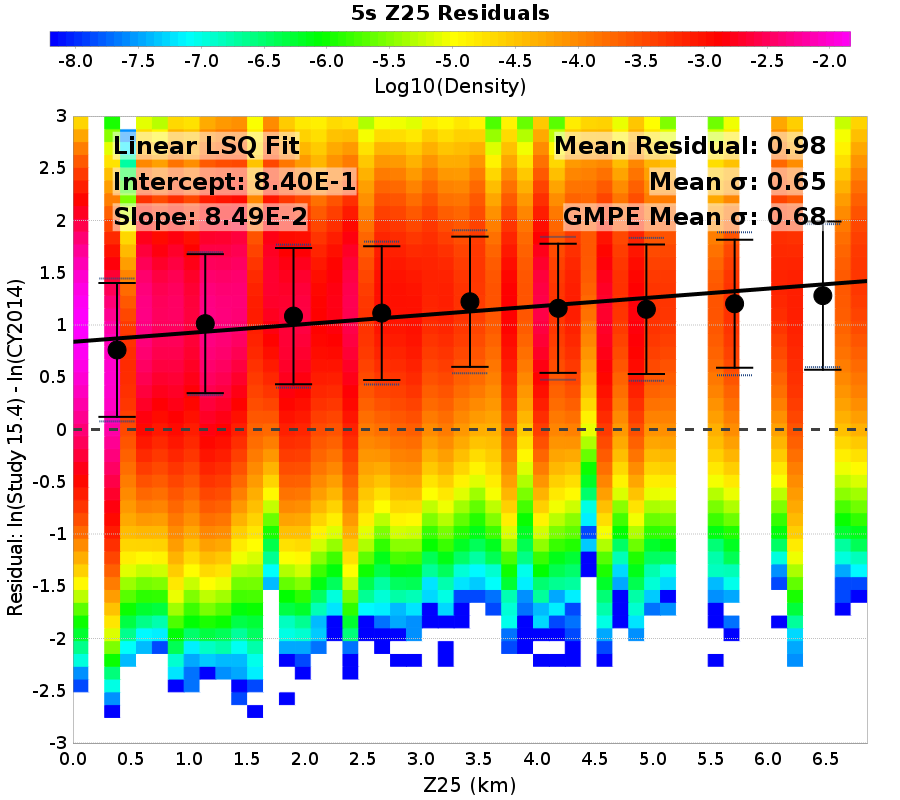 5s Z25 Residuals
-8.0 -7.5 -7.0 -6.5 -6.0 -5.5 -5.0 -4.5 -4.0 -3.5 -3.0 -2.5 -2.0
Log10(Density)
Linear LSQ Fit
Intercept: 8.40E-1
Slope: 8.49E-2
Mean Residual: 0.98
Mean σ: 0.65
GMPE Mean σ: 0.68
Residual: ln(Study 15.4) - ln(CY2014)
3
2.5
2
1.5
1
0.5
0
-0.5
-1
-1.5
-2
-2.5
-3
0.0 0.5 1.0 1.5 2.0 2.5 3.0 3.5 4.0 4.5 5.0 5.5 6.0 6.5
Z25 (km)